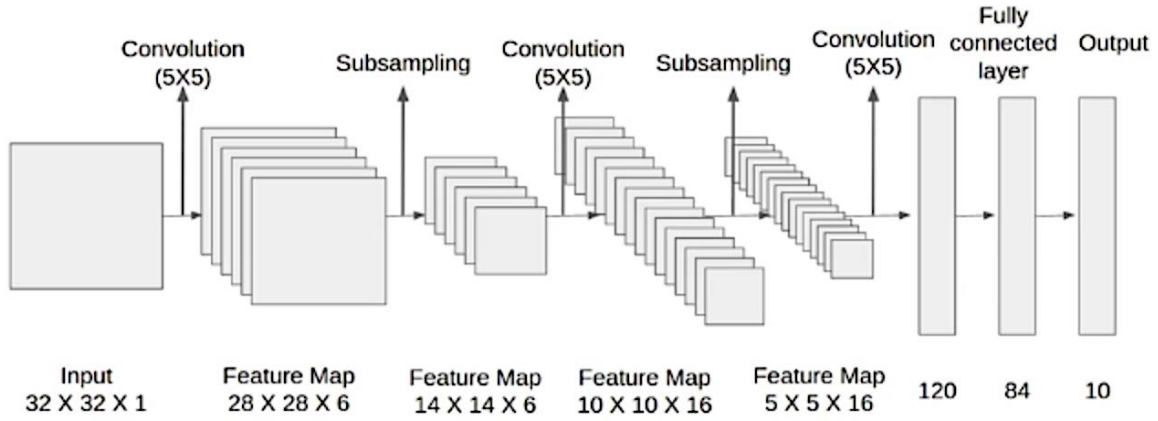 Convolution
(5X5)
Subsampling
Convolution
(5X5)
Subsampling
Convolution
(5X5)
Fully
connected
layer
Output
Input
32 X 32 X 1
Feature Map
28 X 28 X 6
Feature Map
14 X 14 X 6
Feature Map
10 X 10 X 16
Feature Map
5 X 5 X 16
120
84
10